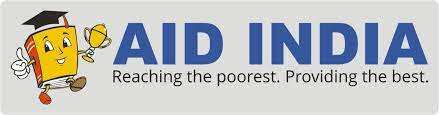 AID INDIA
Reaching the poorest. Providing the best.